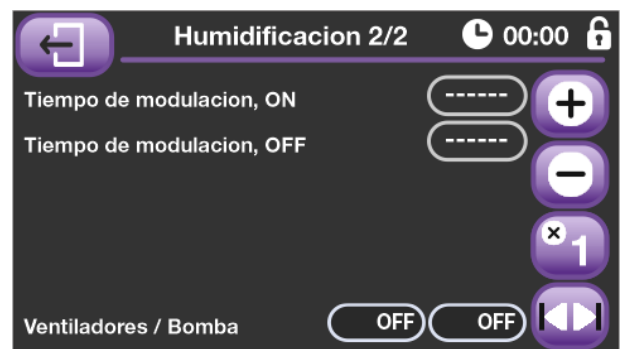 Humidificacion 2/2 00:00
Tiempo de modulacion, ON ------
Tiempo de modulacion, OFF ------
×1
Ventiladores / Bomba OFF OFF